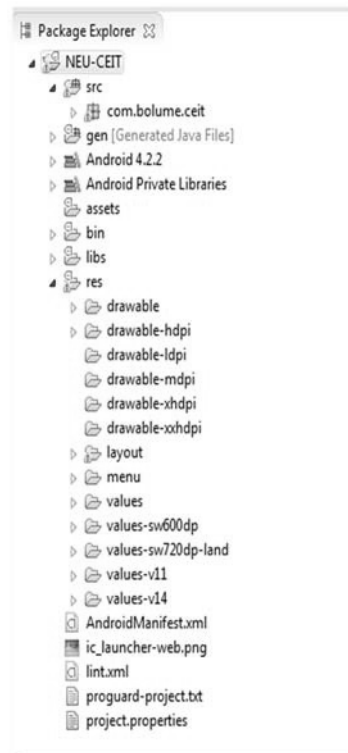 Package Explorer
NEU-CEIT
src
com.bolume.ceit
gen [Generated Java Files]
Android 4.2.2
Android Private Libraries
assets
bin
libs
res
drawable
drawable-hdpi
drawable-ldpi
drawable-mdpi
drawable-xhdpi
drawable-xxhdpi
layout
menu
values
values-sw600dp
values-sw720dp-land
values-v11
values-v14
AndroidManifest.xml
ic_launcher-web.png
lint.xml
proguard-project.txt
project.properties